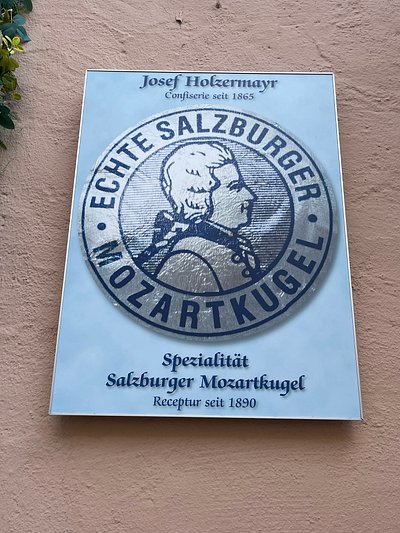 Josef Holzermayr
Confiserie seit 1865
ECHTE SALZBURGER
MOZARTKUGEL
Spezialität
Salzburger Mozartkugel
Receptur seit 1890